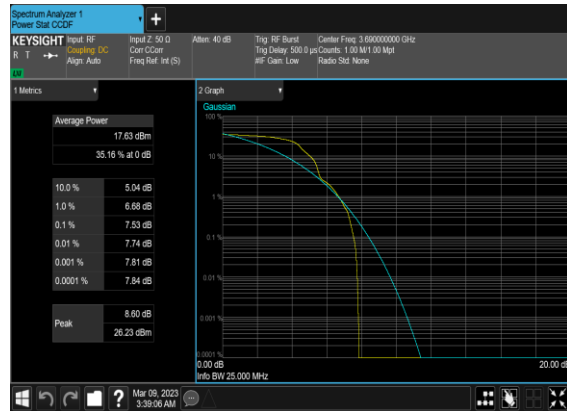 Spectrum Analyzer 1
Power Stat CCDF
KEYSIGHT
R T
Input: RF
Coupling: DC
Align: Auto
Input Z: 50 Ω
Corr CCorr
Freq Ref: Int (S)
Atten: 40 dB
Trig: RF Burst
Trig Delay: 500.0 µs
#IF Gain: Low
Center Freq: 3.690000000 GHz
Counts: 1.00 M/1.00 Mpt
Radio Std: None
1 Metrics
Average Power
17.63 dBm
35.16 % at 0 dB
10.0 % 5.04 dB
1.0 % 6.68 dB
0.1 % 7.53 dB
0.01 % 7.74 dB
0.001 % 7.81 dB
0.0001 % 7.84 dB
Peak
8.60 dB
26.23 dBm
2 Graph
Gaussian
100 %
10 %
1 %
0.1 %
0.01 %
0.001 %
0.0001 %
0.00 dB
20.00 dB
Info BW 25.000 MHz
?
Mar 09, 2023
3:39:06 AM